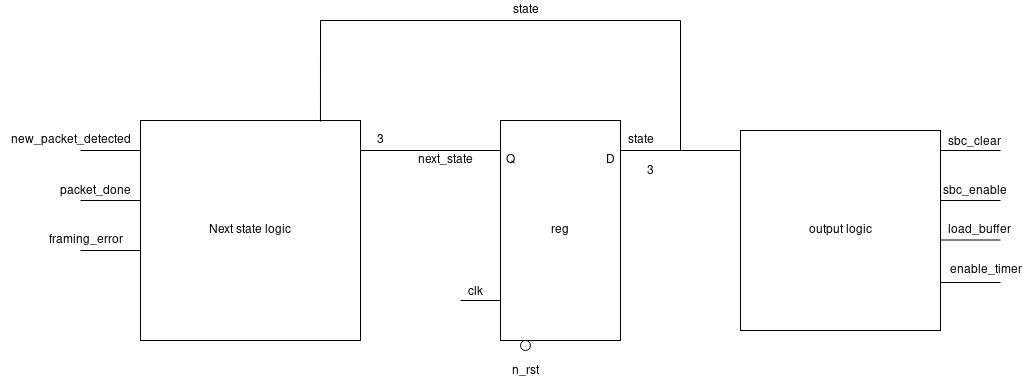 state
new_packet_detected
3
state
sbc_clear
next_state
Q
D
3
packet_done
sbc_enable
Next state logic
reg
output logic
load_buffer
framing_error
enable_timer
clk
n_rst